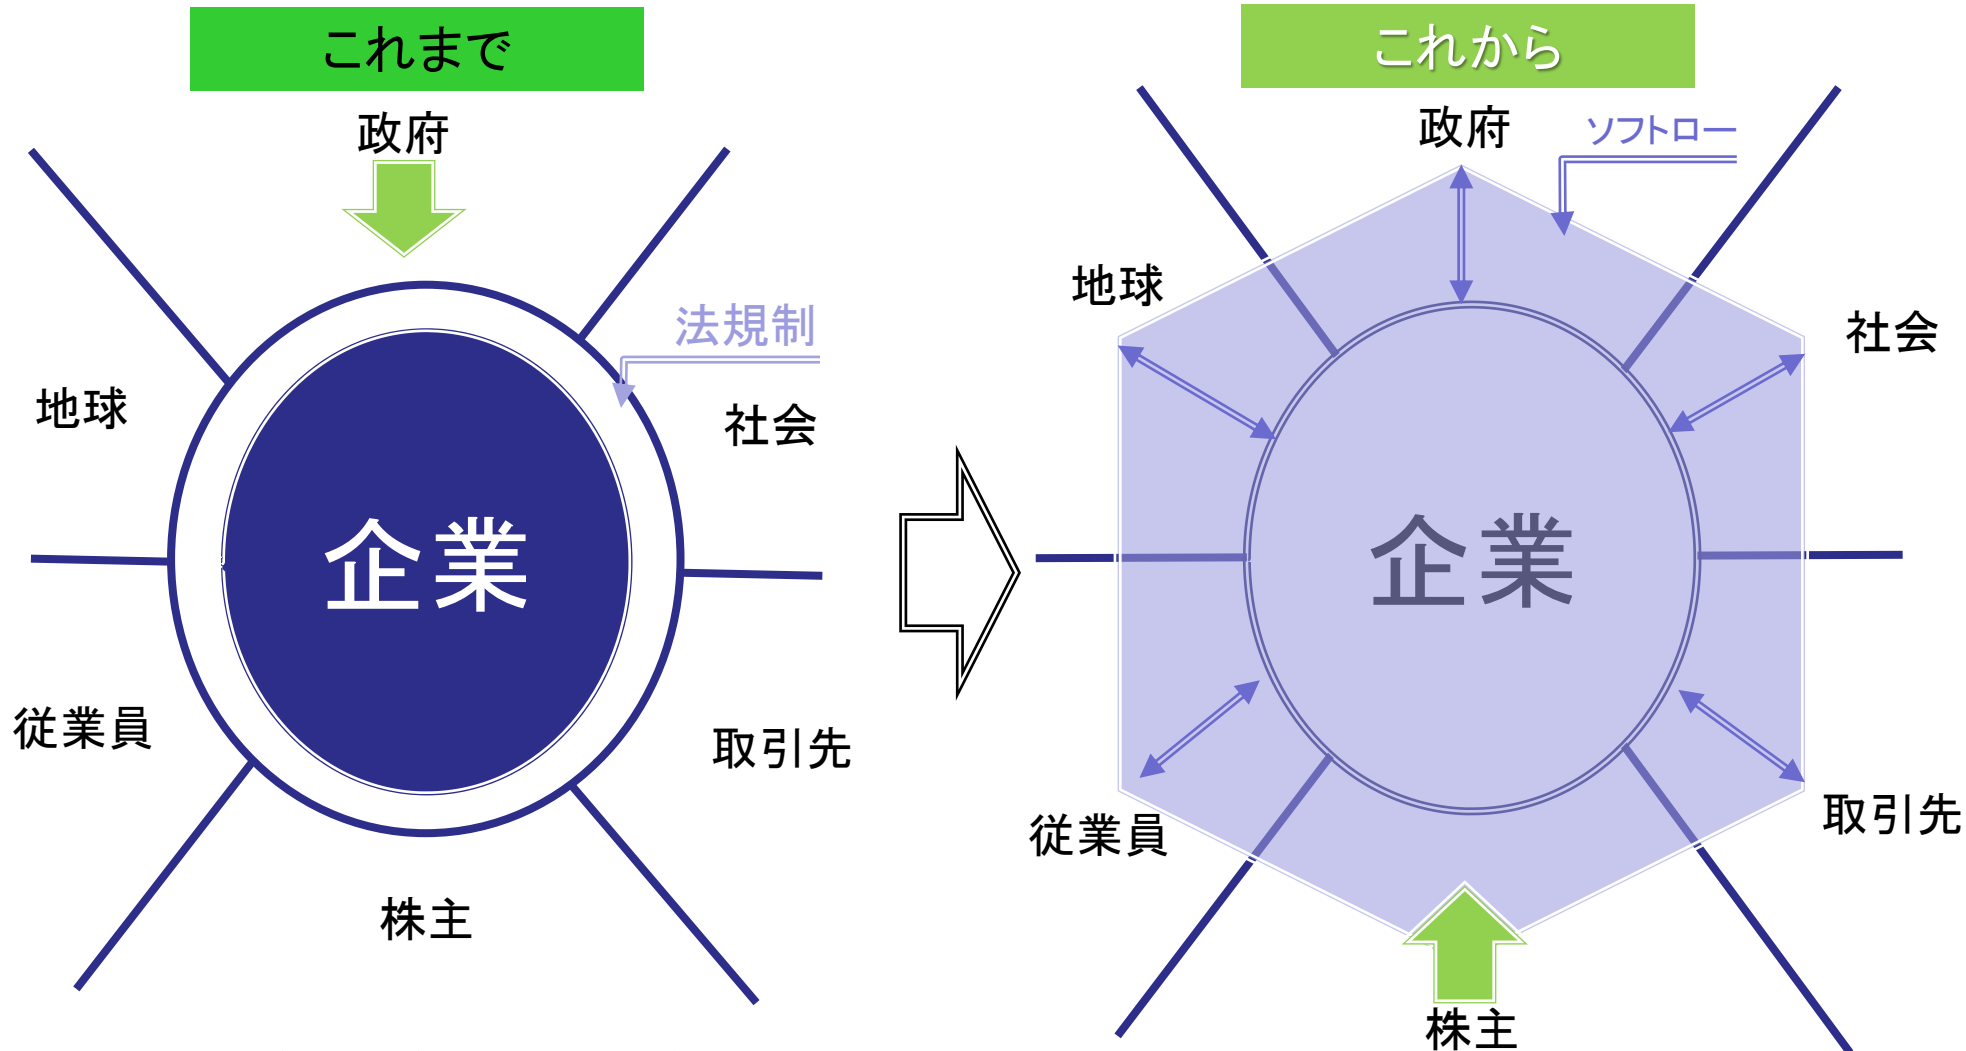 これまで
政府
法規制
地球
社会
企業
従業員
取引先
株主
これから
政府
ソフトロー
地球
社会
企業
従業員
取引先
株主